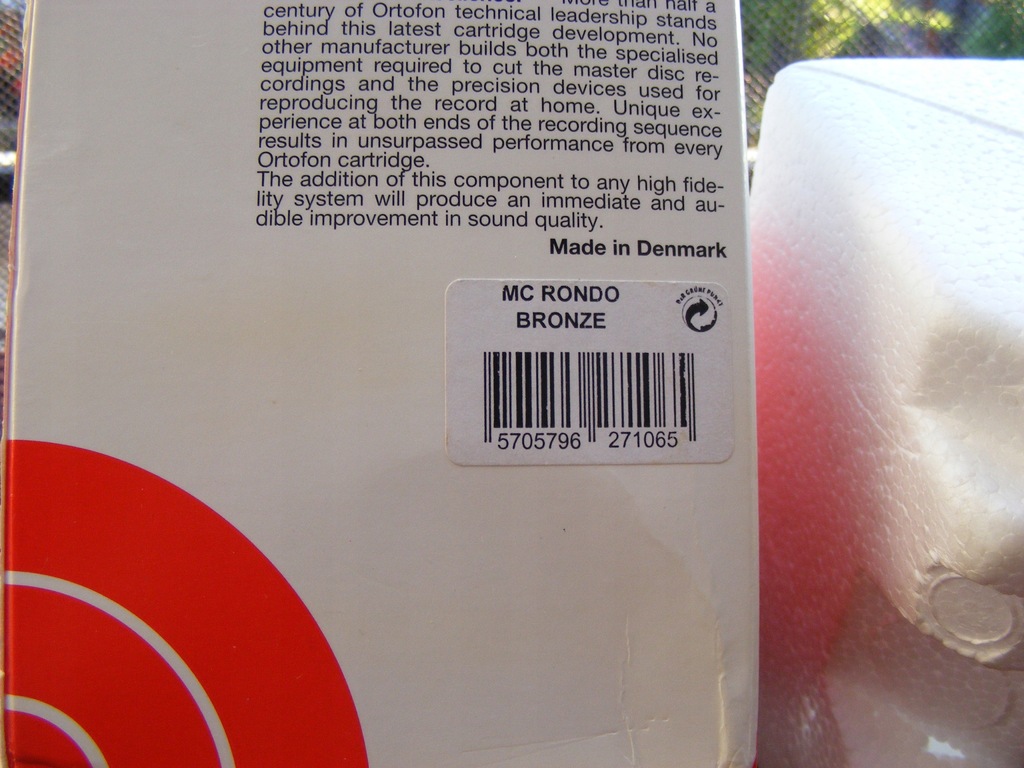 More than half a
century of Ortofon technical leadership stands
behind this latest cartridge development. No
other manufacturer builds both the specialised
equipment required to cut the master disc re-
cordings and the precision devices used for
reproducing the record at home. Unique ex-
perience at both ends of the recording sequence
results in unsurpassed performance from every
Ortofon cartridge.
The addition of this component to any high fide-
lity system will produce an immediate and au-
dible improvement in sound quality.
Made in Denmark
MC RONDO
BRONZE
DER GRÜNE PUNKT
5705796 271065